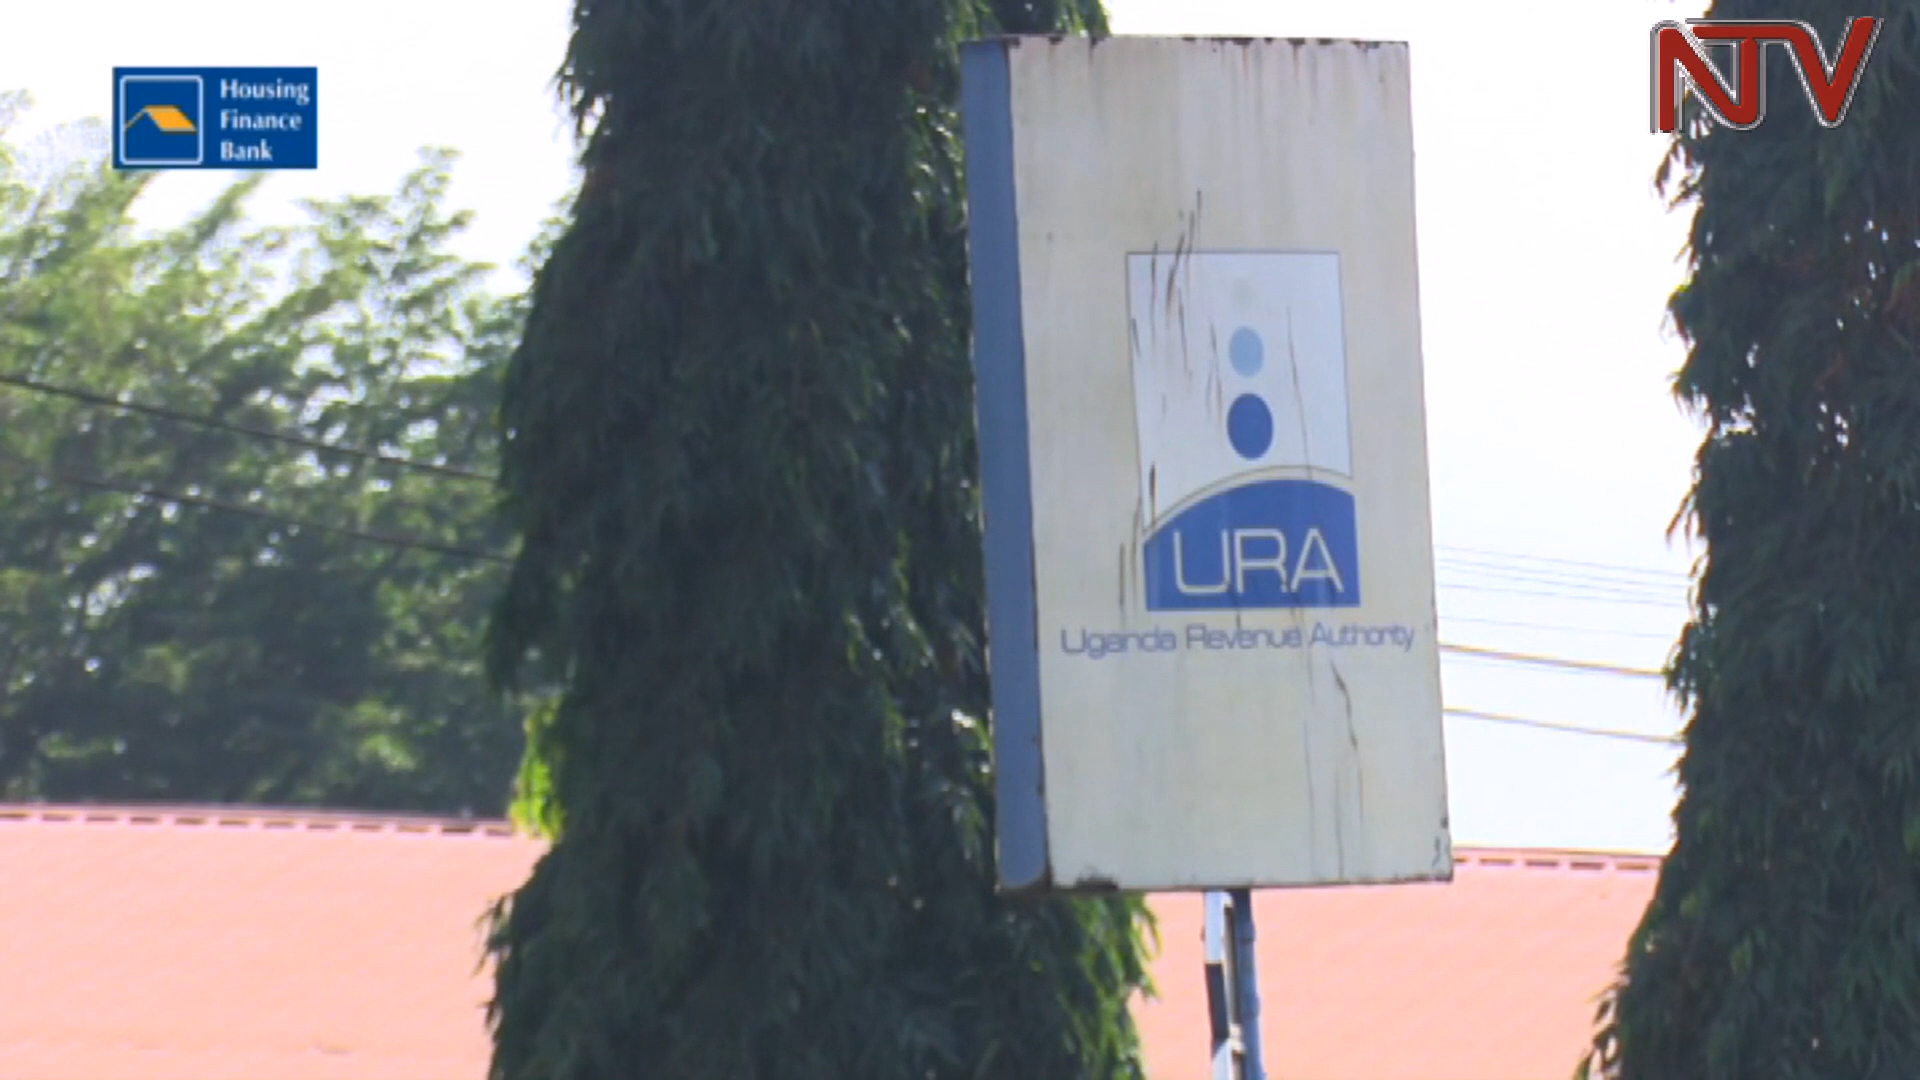 Housing
Finance
Bank
NTV
URA
Uganda Revenue Authority